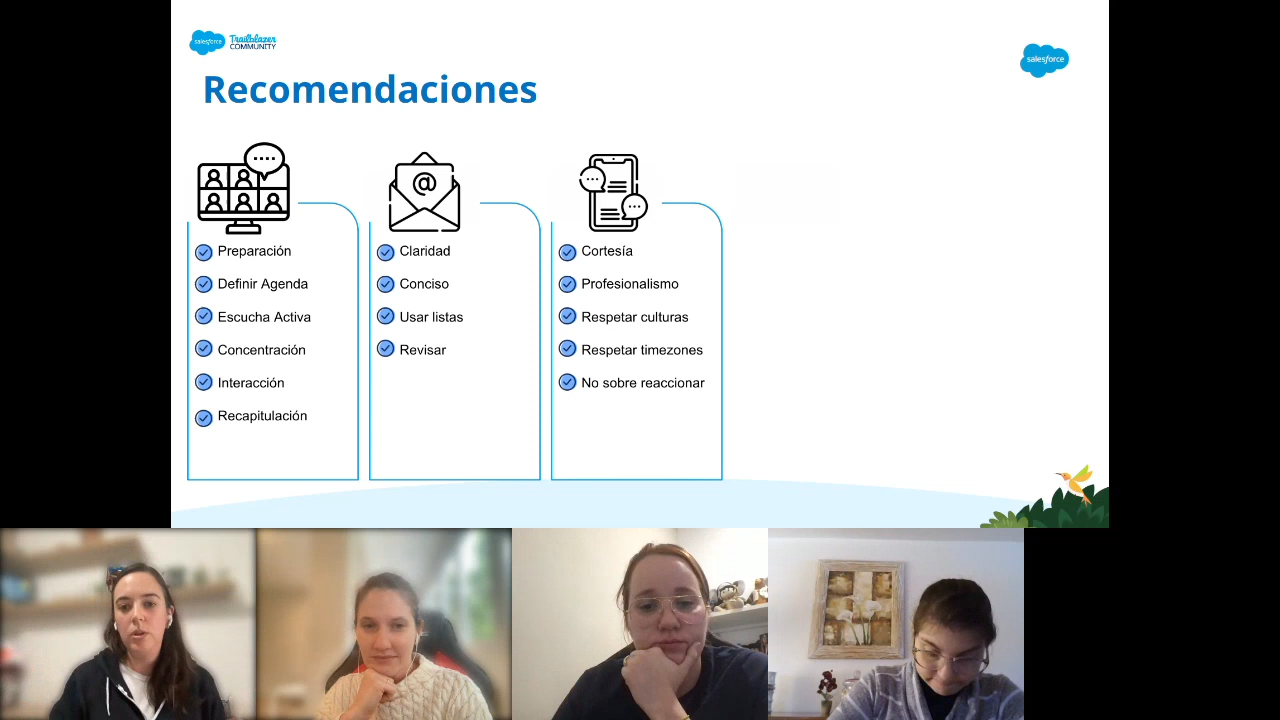 salesforce
Trailblazer
COMMUNITY
salesforce
Recomendaciones
@
Preparación
Definir Agenda
Escucha Activa
Concentración
Interacción
Recapitulación
Claridad
Conciso
Usar listas
Revisar
Cortesía
Profesionalismo
Respetar culturas
Respetar timezones
No sobre reaccionar